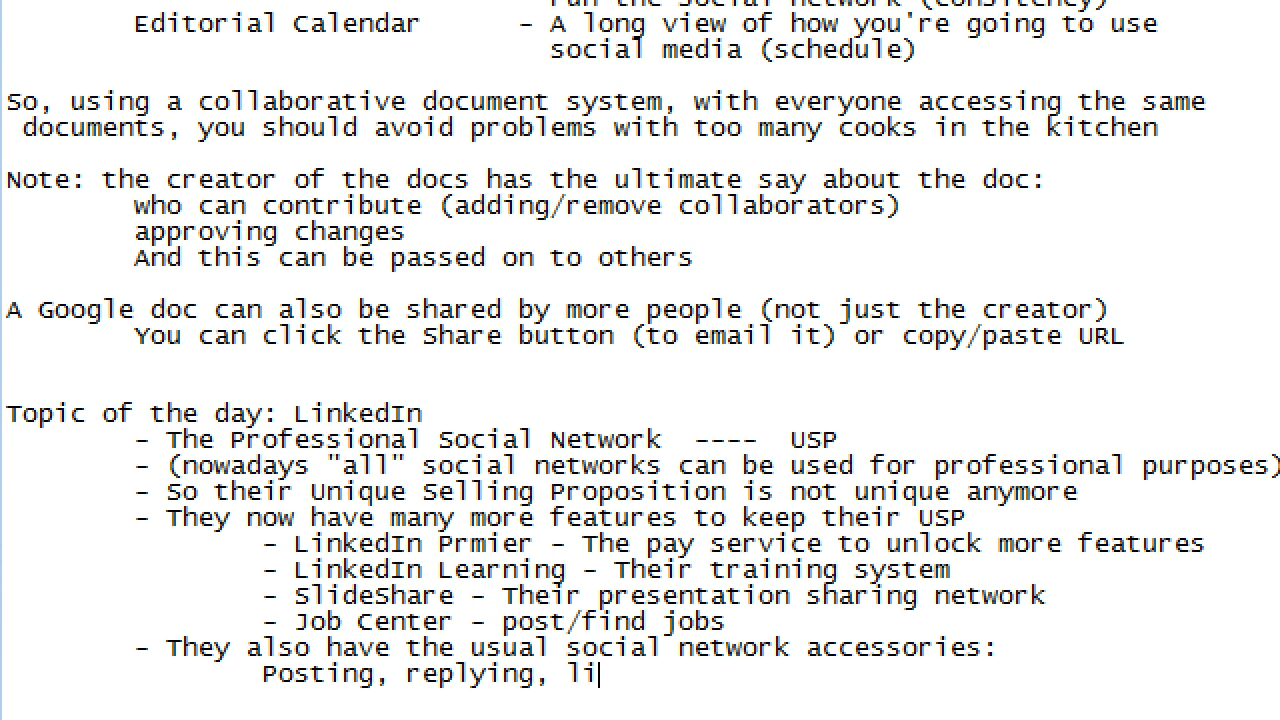 Run the social network (consitency)
Editorial Calendar - A long view of how you're going to use
social media (schedule)
So, using a collaborative document system, with everyone accessing the same
documents, you should avoid problems with too many cooks in the kitchen
Note: the creator of the docs has the ultimate say about the doc:
who can contribute (adding/remove collaborators)
approving changes
And this can be passed on to others
A Google doc can also be shared by more people (not just the creator)
You can click the Share button (to email it) or copy/paste URL
Topic of the day: LinkedIn
- The Professional Social Network ---- USP
- (nowadays "all" social networks can be used for professional purposes)
- So their Unique Selling Proposition is not unique anymore
- They now have many more features to keep their USP
- LinkedIn Prmier - The pay service to unlock more features
- LinkedIn Learning - Their training system
- SlideShare - Their presentation sharing network
- Job Center - post/find jobs
- They also have the usual social network accessories:
Posting, replying, li